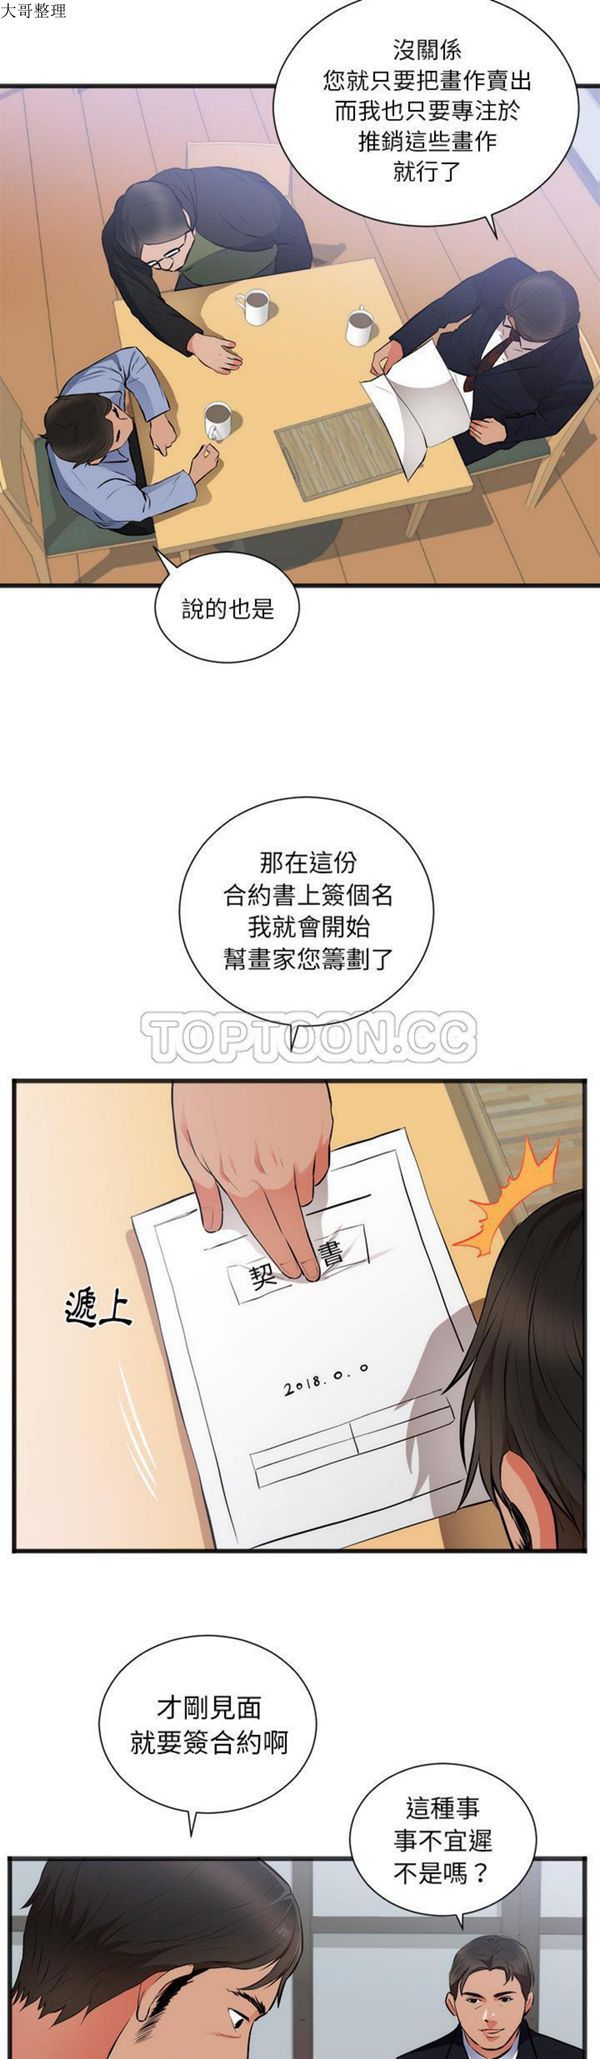 大哥整理
沒關係
您就只要把畫作賣出
而我也只要專注於
推銷這些畫作
就行了
說的也是
那在這份
合約書上簽個名
我就會開始
幫畫家您籌劃了
TOPTOON.CC
契 書
遞上
2018.0.0
才剛見面
就要簽合約啊
這種事
事不宜遲
不是嗎？